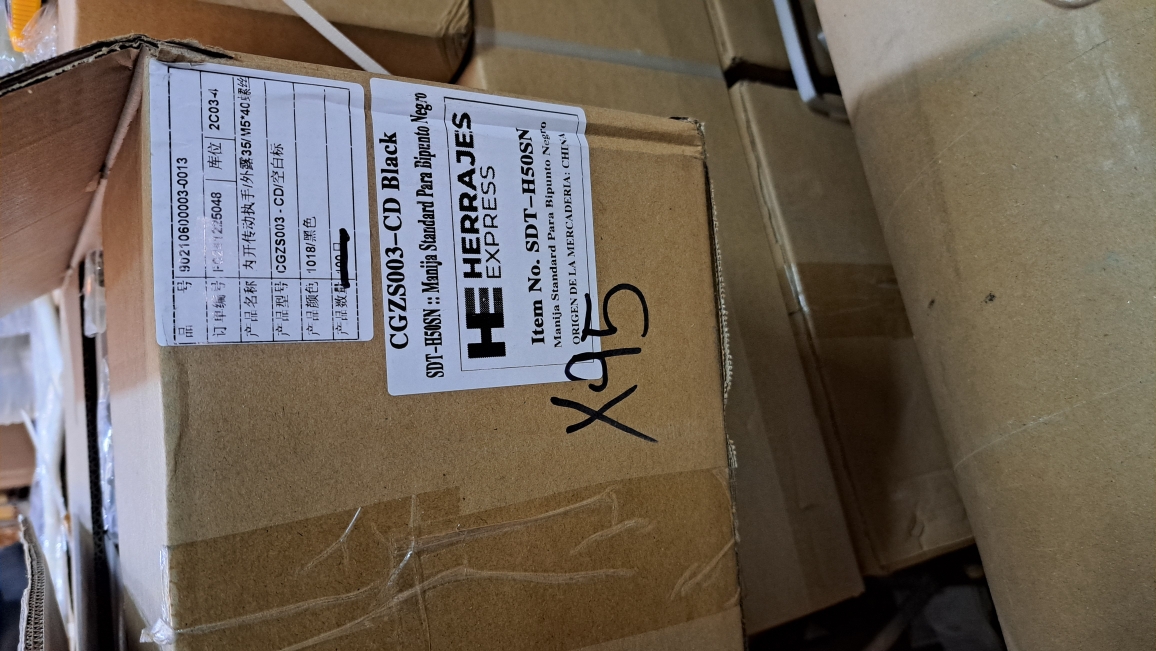 品 号 90210600003-0013
订单编号 库位 2C03-4
产品名称 内开传动执手/外露35/M5*40螺丝
产品型号 CGZS003-CD/空白标
产品颜色 1018/黑色
产品数量
CGZS003-CD Black
SDT-H50SN :: Manija Standard Para Bipunto Negro
HE HERRAJES
EXPRESS
Item No. SDT-H50SN
Manija Standard Para Bipunto Negro
ORIGEN DE LA MERCADERIA: CHINA
X95